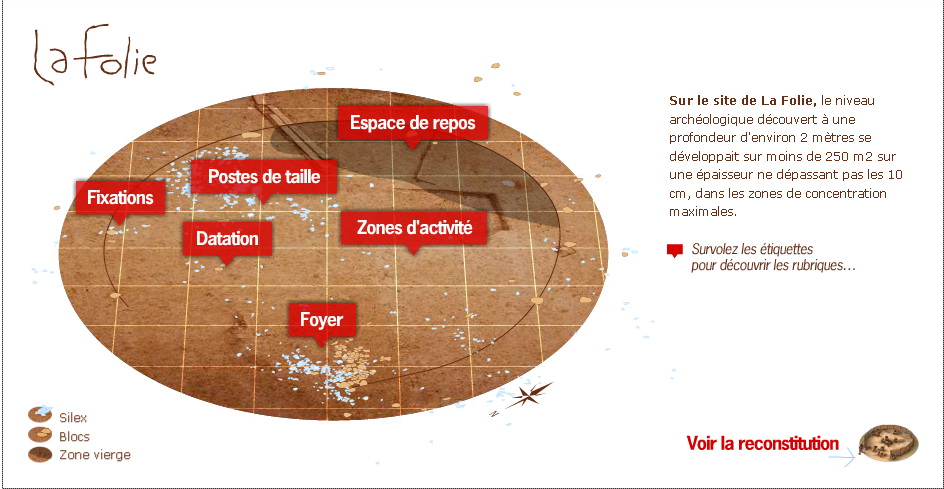 La Folie
Espace de repos
Postes de taille
Fixations
Zones d'activité
Datation
Foyer
N
Silex
Blocs
Zone vierge
Sur le site de La Folie, le niveau
archéologique découvert à une
profondeur d'environ 2 mètres se
développait sur moins de 250 m2 sur
une épaisseur ne dépassant pas les 10
cm, dans les zones de concentration
maximales.
Survolez les étiquettes
pour découvrir les rubriques...
Voir la reconstitution